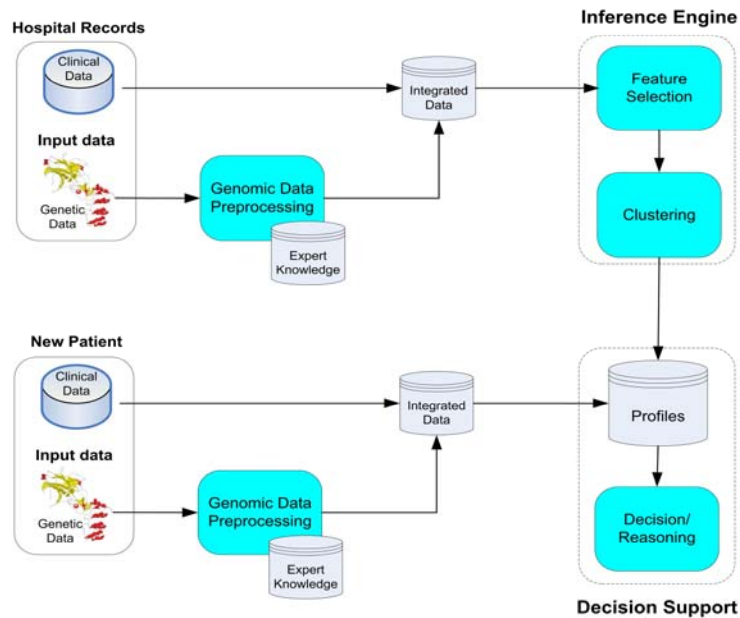 Hospital Records
Clinical
Data
Input data
Genetic
Data
Genomic Data
Preprocessing
Expert
Knowledge
Integrated
Data
Inference Engine
Feature
Selection
Clustering
New Patient
Clinical
Data
Input data
Genetic
Data
Genomic Data
Preprocessing
Expert
Knowledge
Integrated
Data
Profiles
Decision/
Reasoning
Decision Support